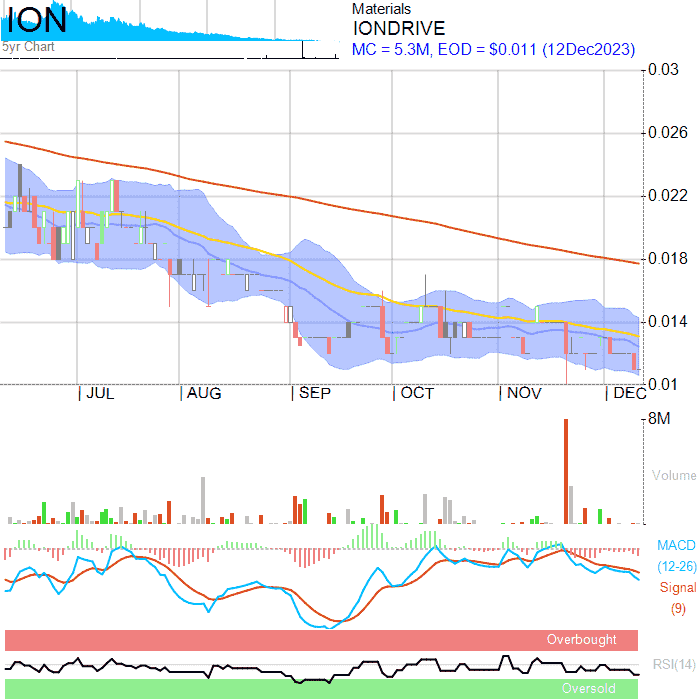 ION
5yr Chart
Materials
IONDRIVE
MC = 5.3M, EOD = $0.011 (12Dec2023)
0.03
0.026
0.022
0.018
0.014
0.01
JUL AUG SEP OCT NOV DEC
8M
Volume
MACD
(12-26)
Signal
(9)
Overbought
RSI(14)
Oversold